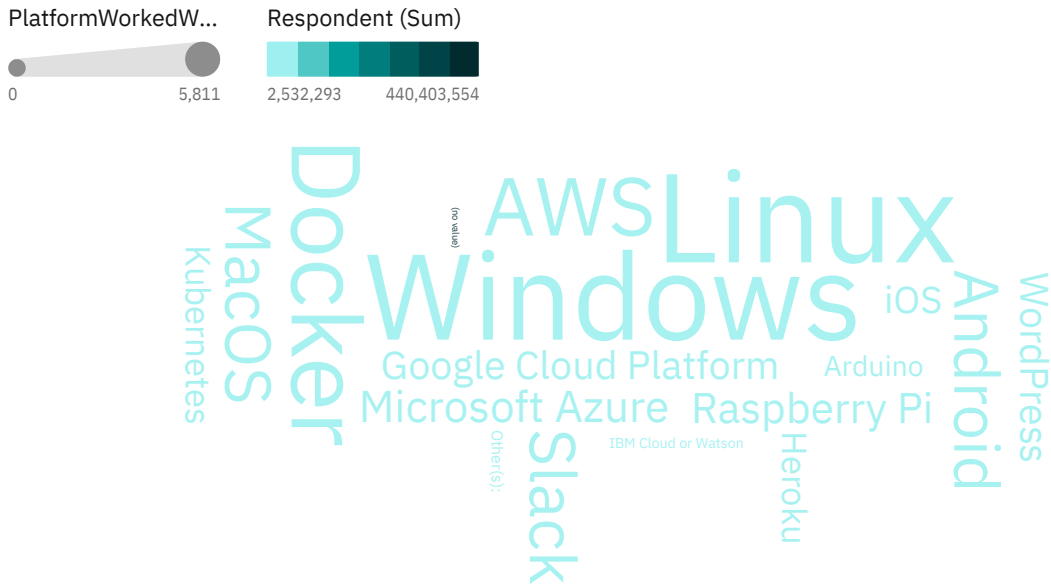 PlatformWorkedW...
Respondent (Sum)
0
5,811
2,532,293
440,403,554
Docker
MacOS
Kubernetes
(no value)
AWS
Linux
Windows
iOS
Android
WordPress
Google Cloud Platform
Arduino
Microsoft Azure
Raspberry Pi
Other(s):
Slack
IBM Cloud or Watson
Heroku